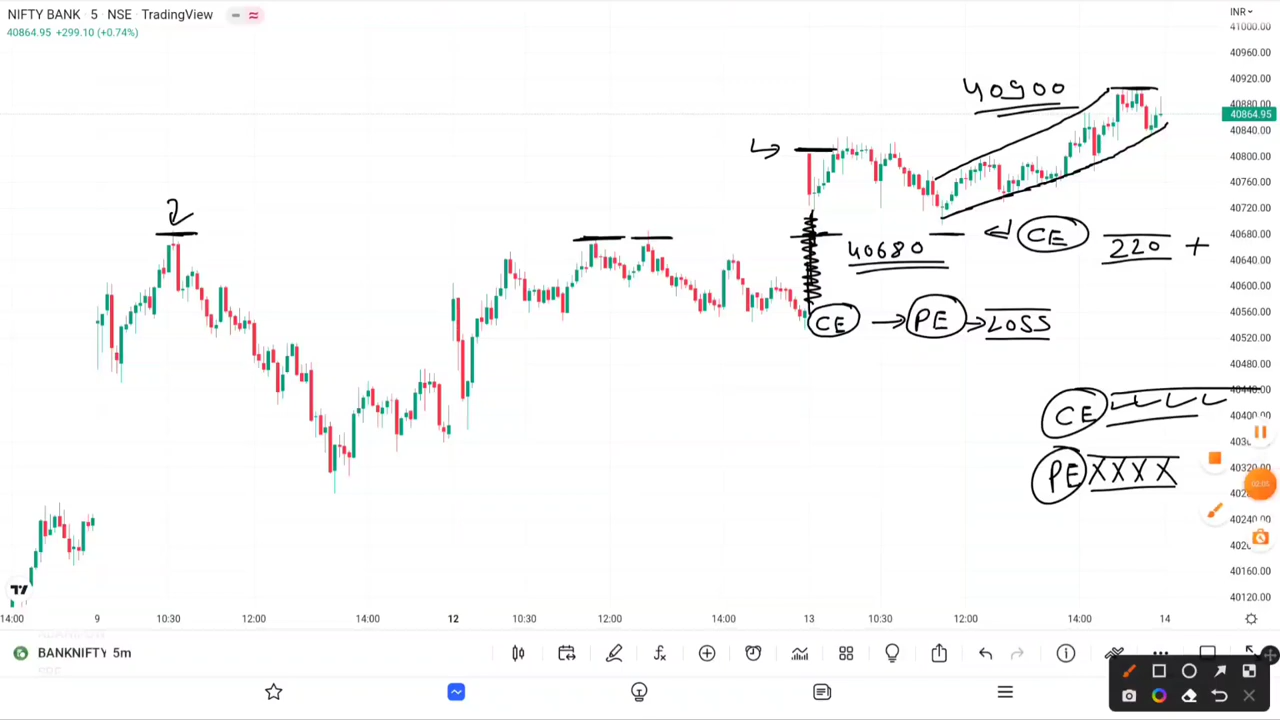 NIFTY BANK · 5 · NSE · TradingView
INR
40864.95 +299.10 (+0.74%)
41000.00
40960.00
40920.00
40900
40880.00
40864.95
40840.00
40800.00
40760.00
40720.00
40680.00
CE
220 +
40680
40640.00
40600.00
40560.00
CE → PE → LOSS
40520.00
40480.00
40440.00
CE
40400.00
PE XXXX
40320.00
40240.00
40200.00
40160.00
40120.00
14:00 9 10:30 12:00 14:00 12 10:30 12:00 14:00 13 10:30 12:00 14:00 14
BANKNIFTY 5m